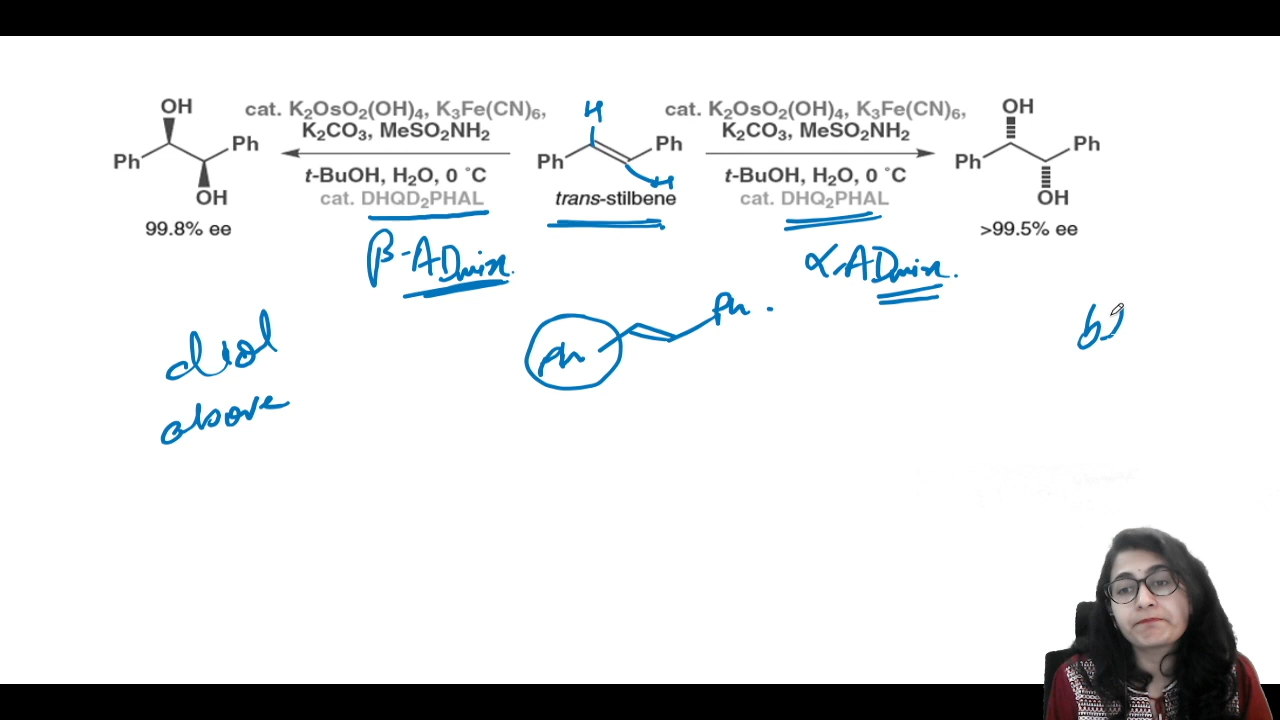 OH
Ph
Ph
OH
99.8% ee
cat. K2OsO2(OH)4, K3Fe(CN)6,
K2CO3, MeSO2NH2
t-BuOH, H2O, 0 °C
cat. DHQD2PHAL
β-ADmix.
H
Ph
Ph
H
trans-stilbene
cat. K2OsO2(OH)4, K3Fe(CN)6,
K2CO3, MeSO2NH2
t-BuOH, H2O, 0 °C
cat. DHQ2PHAL
α-ADmix.
OH
Ph
Ph
OH
>99.5% ee
diol
above
Ph
Ph.